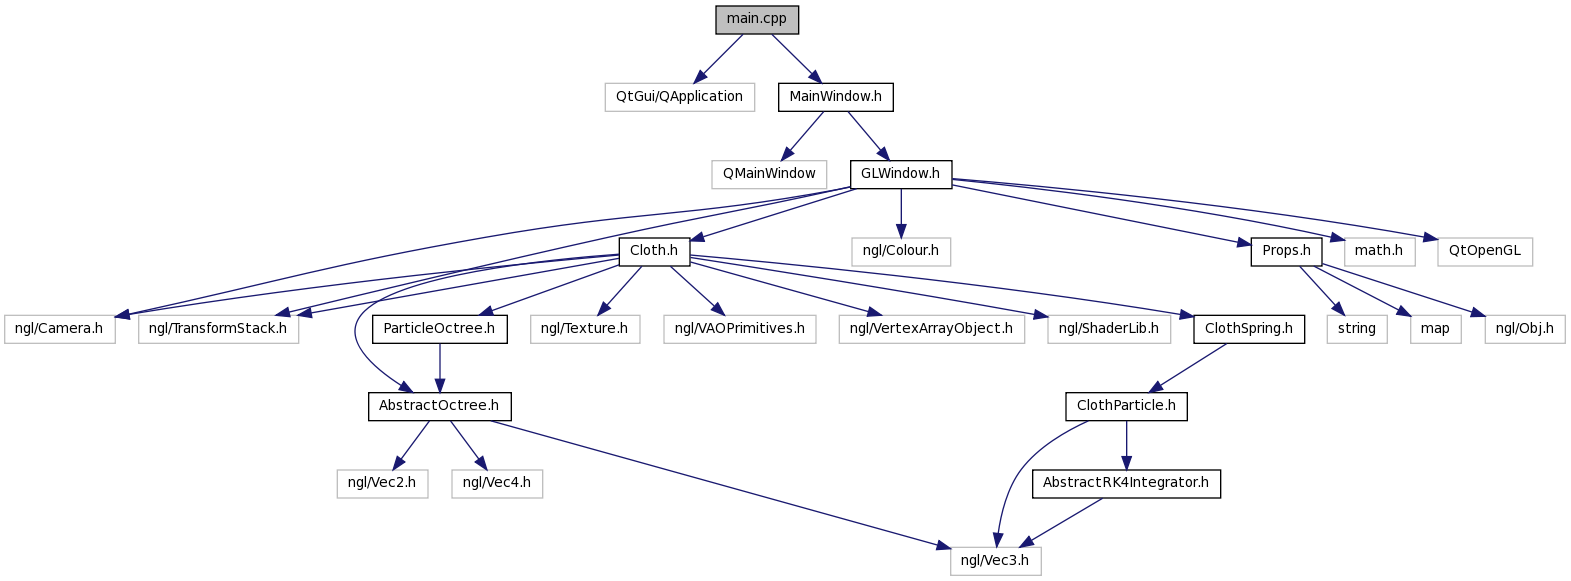 main.cpp
QtGui/QApplication
MainWindow.h
QMainWindow
GLWindow.h
Cloth.h
ngl/Colour.h
Props.h
math.h
QtOpenGL
ngl/Camera.h
ngl/TransformStack.h
ParticleOctree.h
ngl/Texture.h
ngl/VAOPrimitives.h
ngl/VertexArrayObject.h
ngl/ShaderLib.h
ClothSpring.h
string
map
ngl/Obj.h
AbstractOctree.h
ClothParticle.h
ngl/Vec2.h
ngl/Vec4.h
AbstractRK4Integrator.h
ngl/Vec3.h